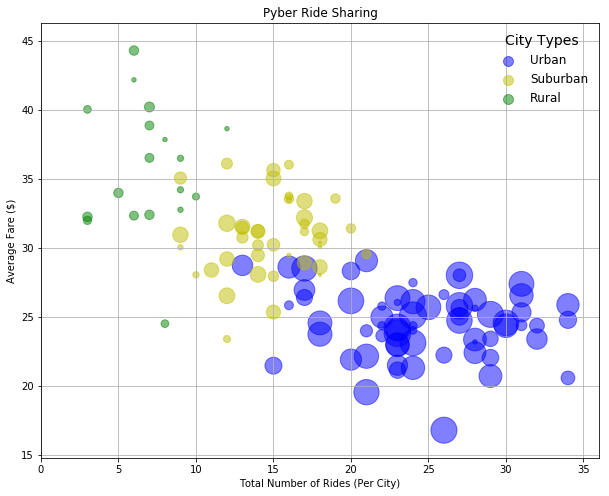 Pyber Ride Sharing
City Types
Urban
Suburban
Rural
Average Fare ($)
45
40
35
30
25
20
15
0 5 10 15 20 25 30 35
Total Number of Rides (Per City)